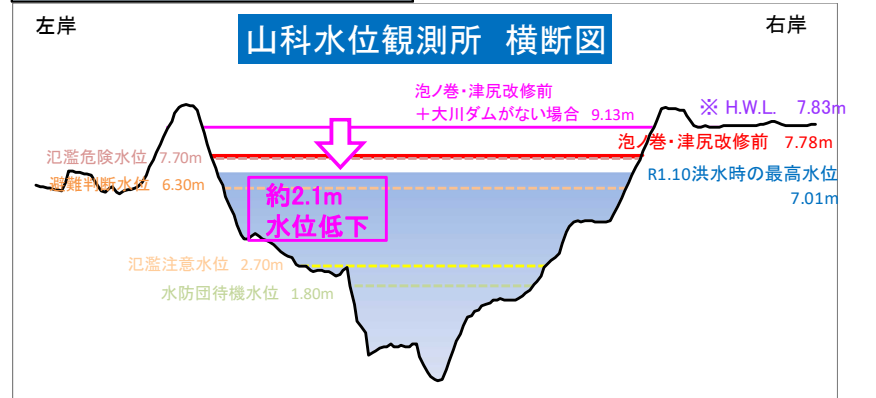 左岸
山科水位観測所 横断図
右岸
泡ノ巻・津尻改修前
+大川ダムがない場合 9.13m
※ H.W.L. 7.83m
泡ノ巻・津尻改修前 7.78m
氾濫危険水位 7.70m
R1.10洪水時の最高水位
7.01m
避難判断水位 6.30m
約2.1m
水位低下
氾濫注意水位 2.70m
水防団待機水位 1.80m